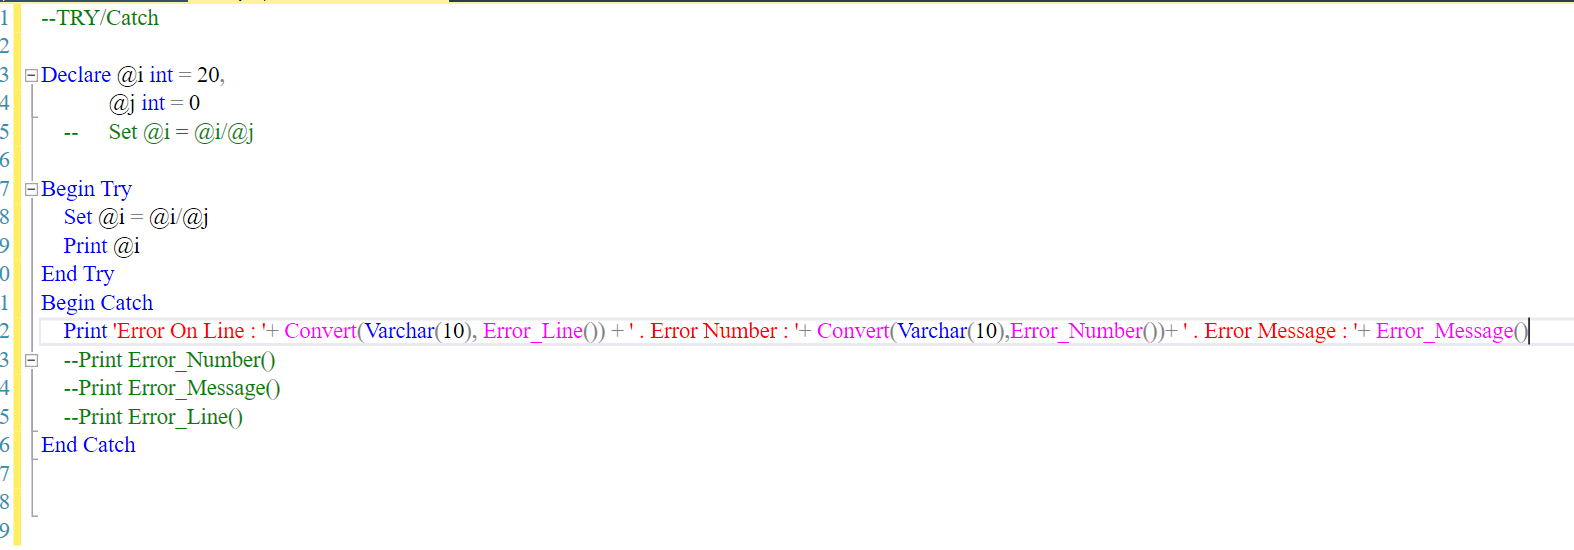 1 --TRY/Catch
2
3 Declare @i int = 20,
4 @j int = 0
5 -- Set @i = @i/@j
6
7 Begin Try
8 Set @i = @i/@j
9 Print @i
0 End Try
1 Begin Catch
2 Print 'Error On Line : '+ Convert(Varchar(10), Error_Line()) + ' . Error Number : '+ Convert(Varchar(10),Error_Number())+ ' . Error Message : '+ Error_Message()
3 --Print Error_Number()
4 --Print Error_Message()
5 --Print Error_Line()
6 End Catch
7
8
9